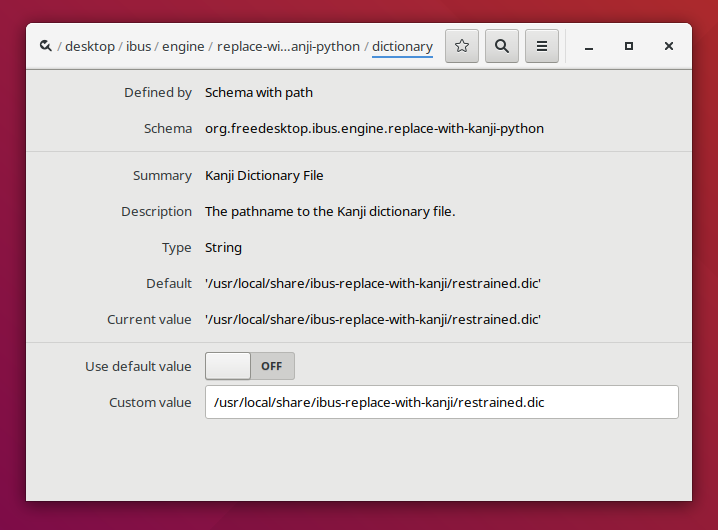 / desktop / ibus / engine / replace-wi...anji-python / dictionary
Defined by Schema with path
Schema org.freedesktop.ibus.engine.replace-with-kanji-python
Summary Kanji Dictionary File
Description The pathname to the Kanji dictionary file.
Type String
Default '/usr/local/share/ibus-replace-with-kanji/restrained.dic'
Current value '/usr/local/share/ibus-replace-with-kanji/restrained.dic'
Use default value OFF
Custom value /usr/local/share/ibus-replace-with-kanji/restrained.dic